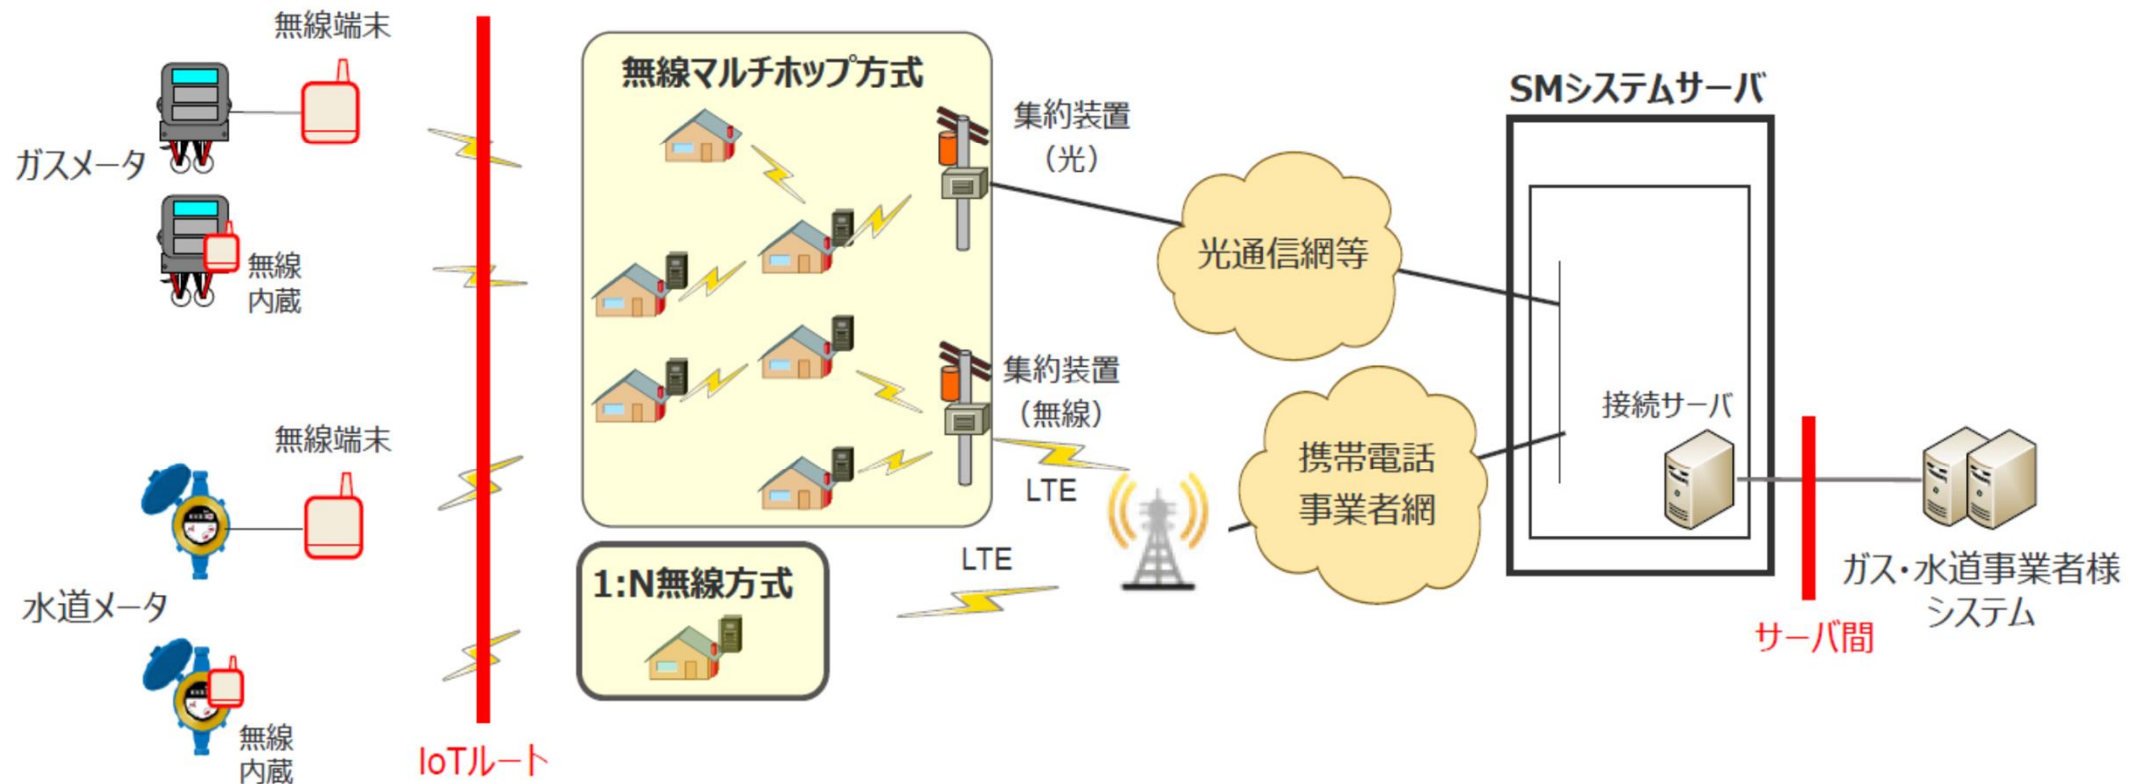 無線端末
ガスメータ
無線
内蔵
無線端末
水道メータ
無線
内蔵
IoTルート
無線マルチホップ方式
集約装置
（光）
集約装置
（無線）
LTE
1:N無線方式
LTE
光通信網等
携帯電話
事業者網
SMシステムサーバ
接続サーバ
サーバ間
ガス・水道事業者様
システム